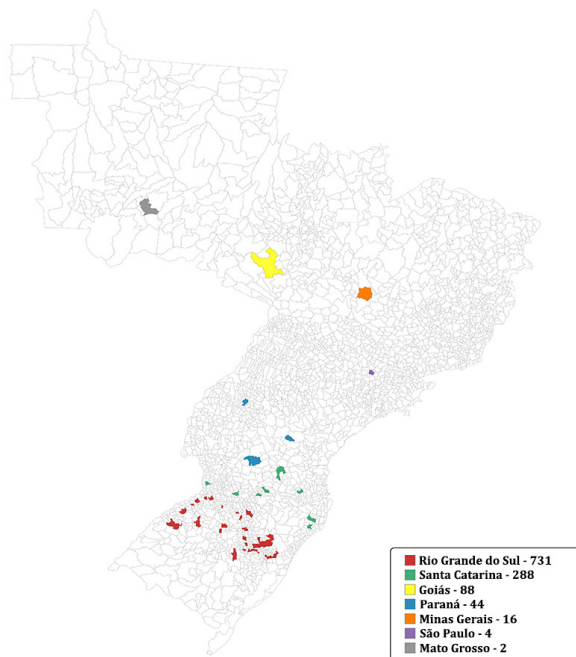 Rio Grande do Sul - 731
Santa Catarina - 288
Goiás - 88
Paraná - 44
Minas Gerais - 16
São Paulo - 4
Mato Grosso - 2